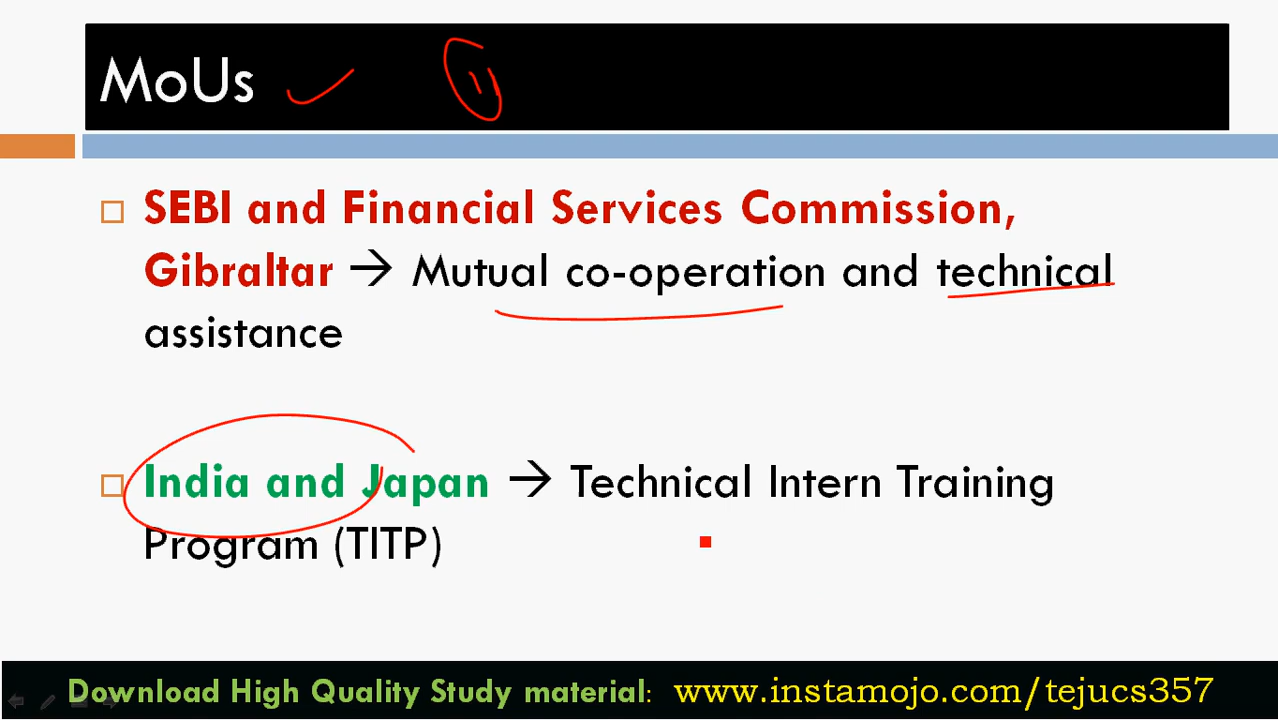 MoUs
SEBI and Financial Services Commission,
Gibraltar → Mutual co-operation and technical
assistance
India and Japan → Technical Intern Training
Program (TITP)
Download High Quality Study material: www.instamojo.com/tejucs357